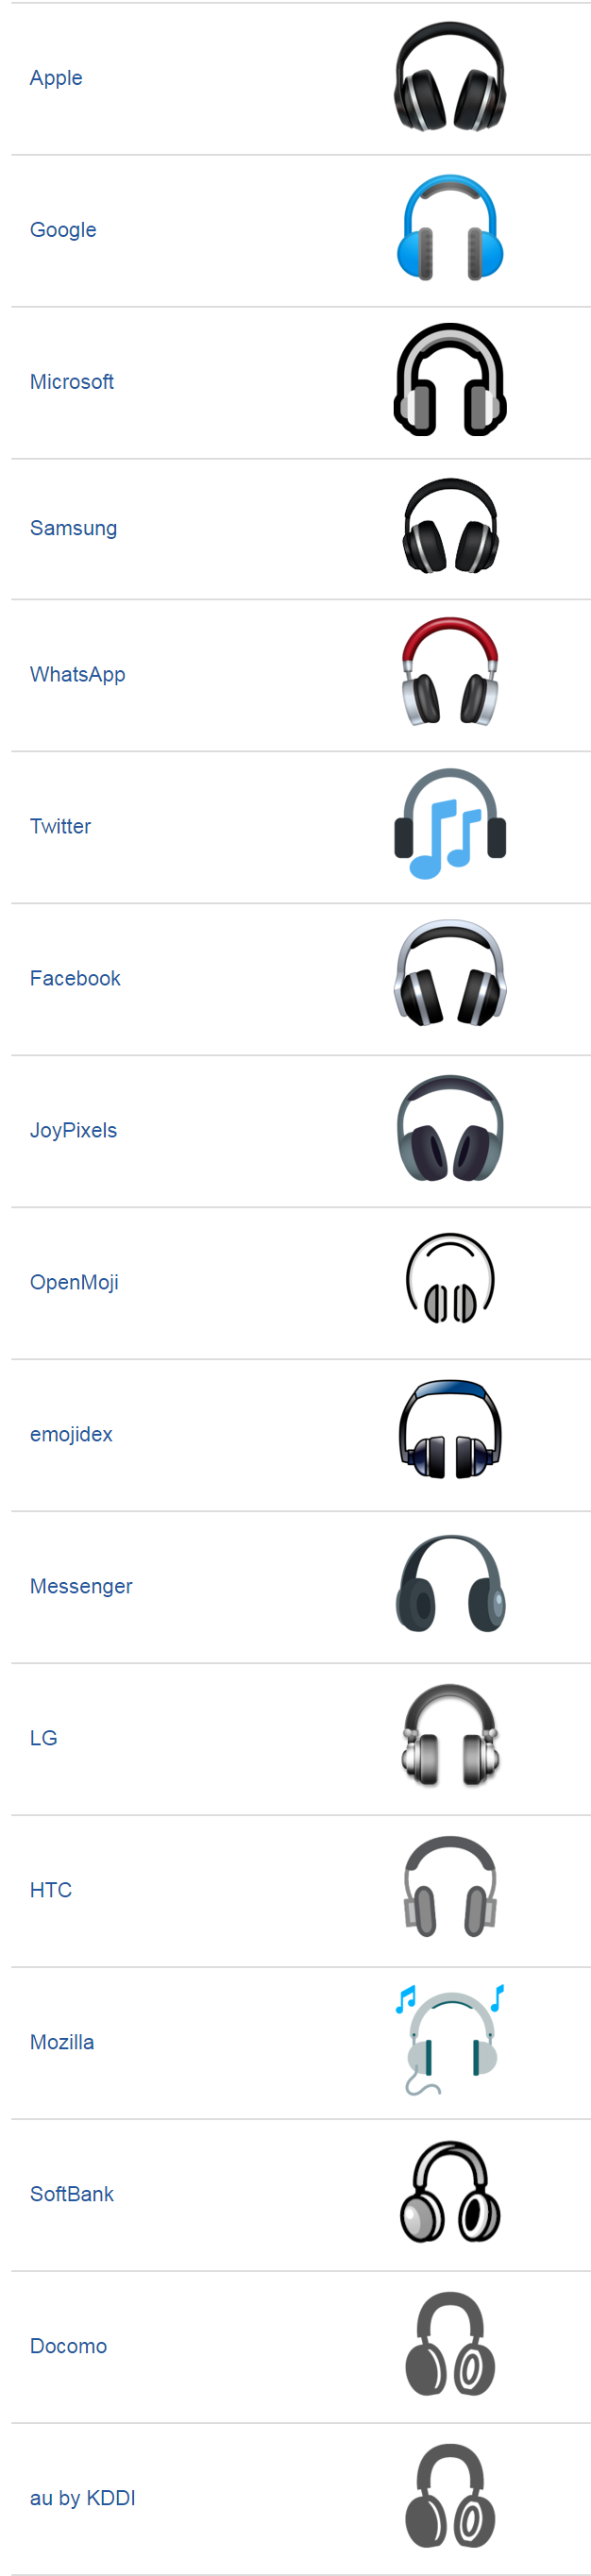 Apple
Google
Microsoft
Samsung
WhatsApp
Twitter
Facebook
JoyPixels
OpenMoji
emojidex
Messenger
LG
HTC
Mozilla
SoftBank
Docomo
au by KDDI